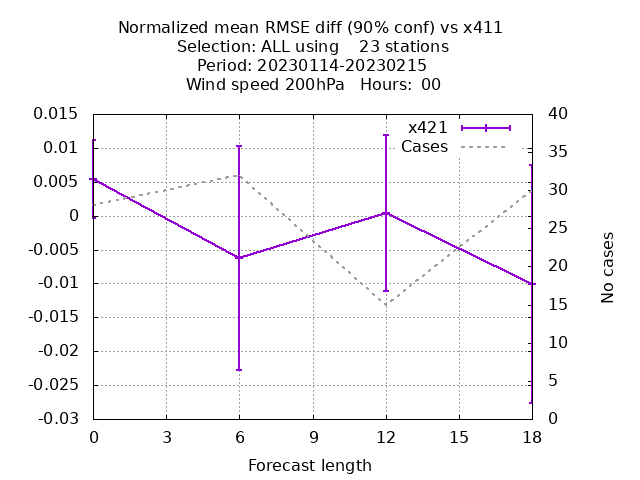 Normalized mean RMSE diff (90% conf) vs x411
Selection: ALL using    23 stations
Period: 20230114-20230215
Wind speed 200hPa   Hours:  00
x421
Cases
0.015
0.01
0.005
0
-0.005
-0.01
-0.015
-0.02
-0.025
-0.03
40
35
30
25
20
15
10
5
0
No cases
0 3 6 9 12 15 18
Forecast length